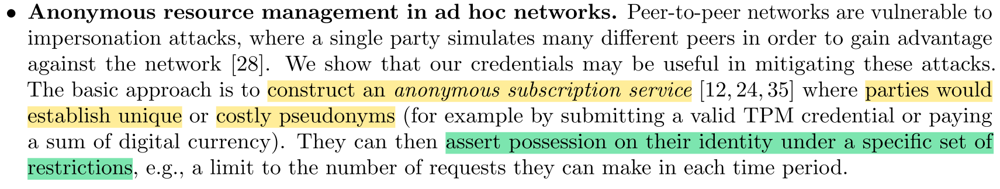 • Anonymous resource management in ad hoc networks. Peer-to-peer networks are vulnerable to
impersonation attacks, where a single party simulates many different peers in order to gain advantage
against the network [28]. We show that our credentials may be useful in mitigating these attacks.
The basic approach is to construct an anonymous subscription service [12, 24, 35] where parties would
establish unique or costly pseudonyms (for example by submitting a valid TPM credential or paying
a sum of digital currency). They can then assert possession on their identity under a specific set of
restrictions, e.g., a limit to the number of requests they can make in each time period.